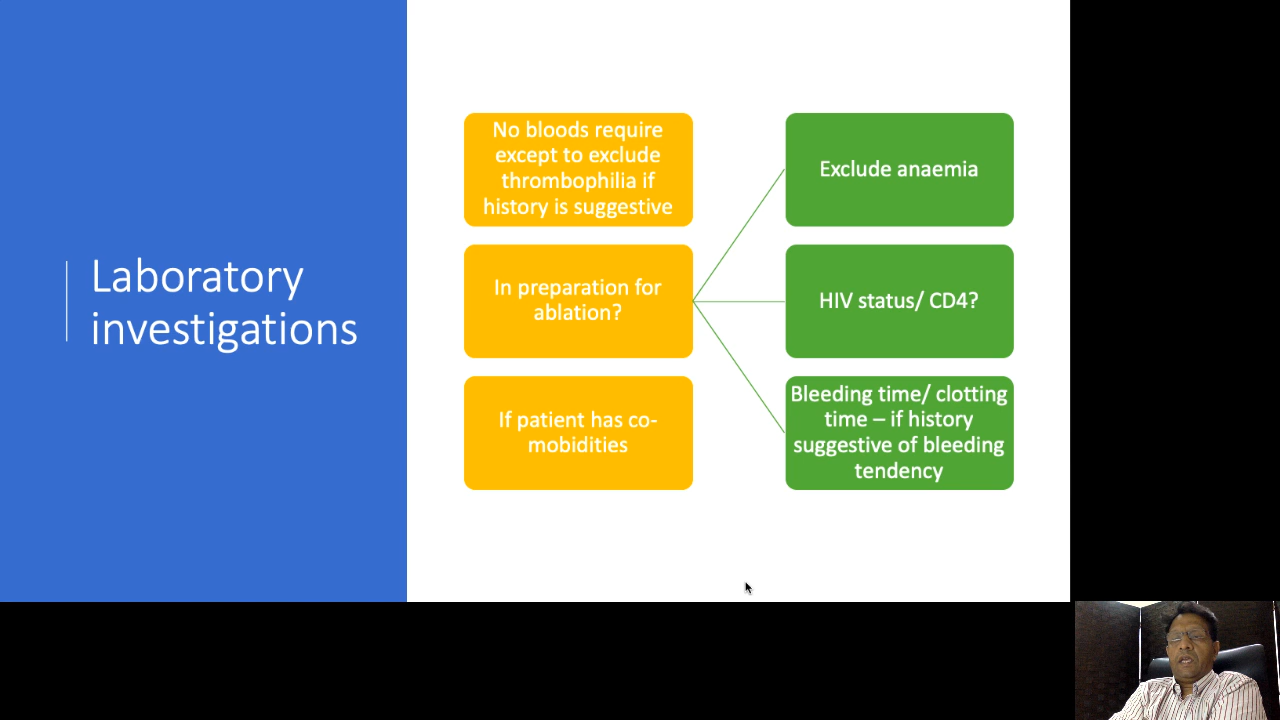 Laboratory
investigations
No bloods require
except to exclude
thrombophilia if
history is suggestive
In preparation for
ablation?
If patient has co-
mobidities
Exclude anaemia
HIV status/ CD4?
Bleeding time/ clotting
time – if history
suggestive of bleeding
tendency